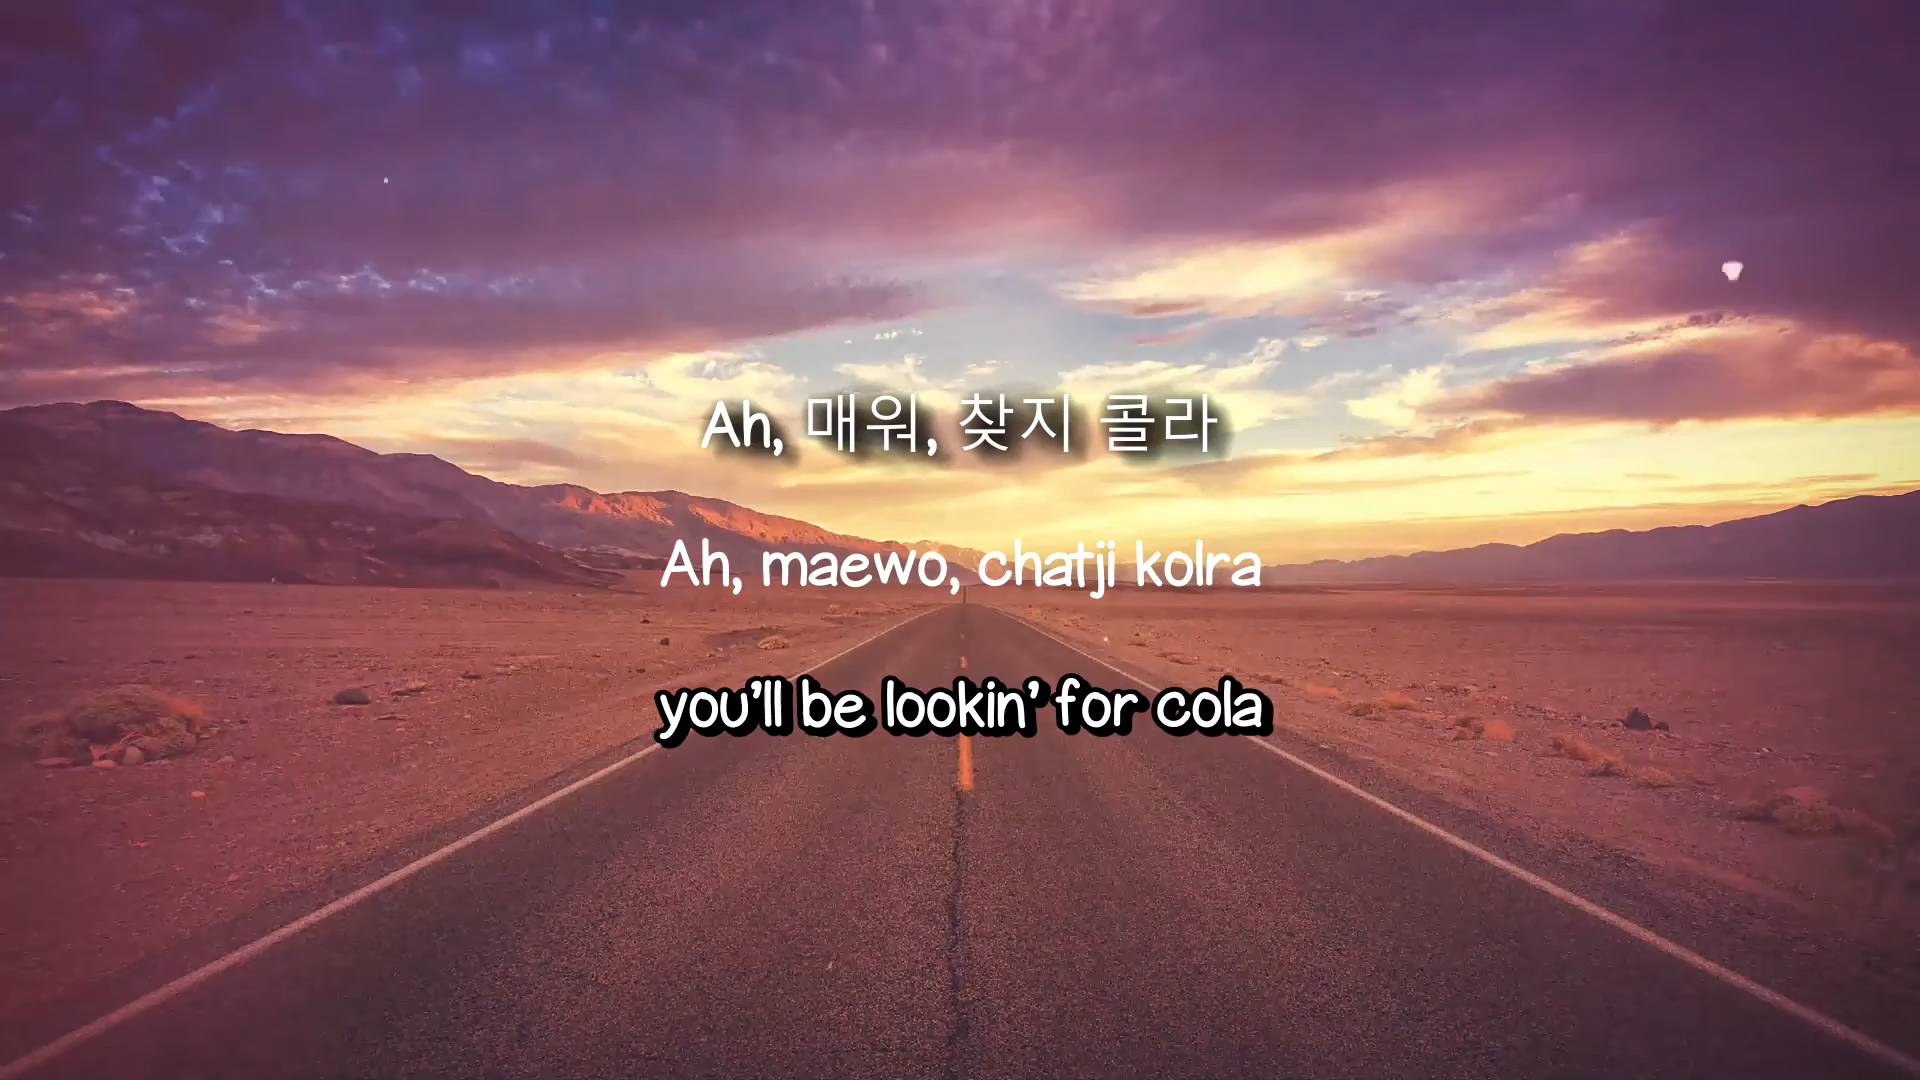 Ah, 매워, 찾지 콜라
Ah, maewo, chatji kolra
you'll be lookin' for cola